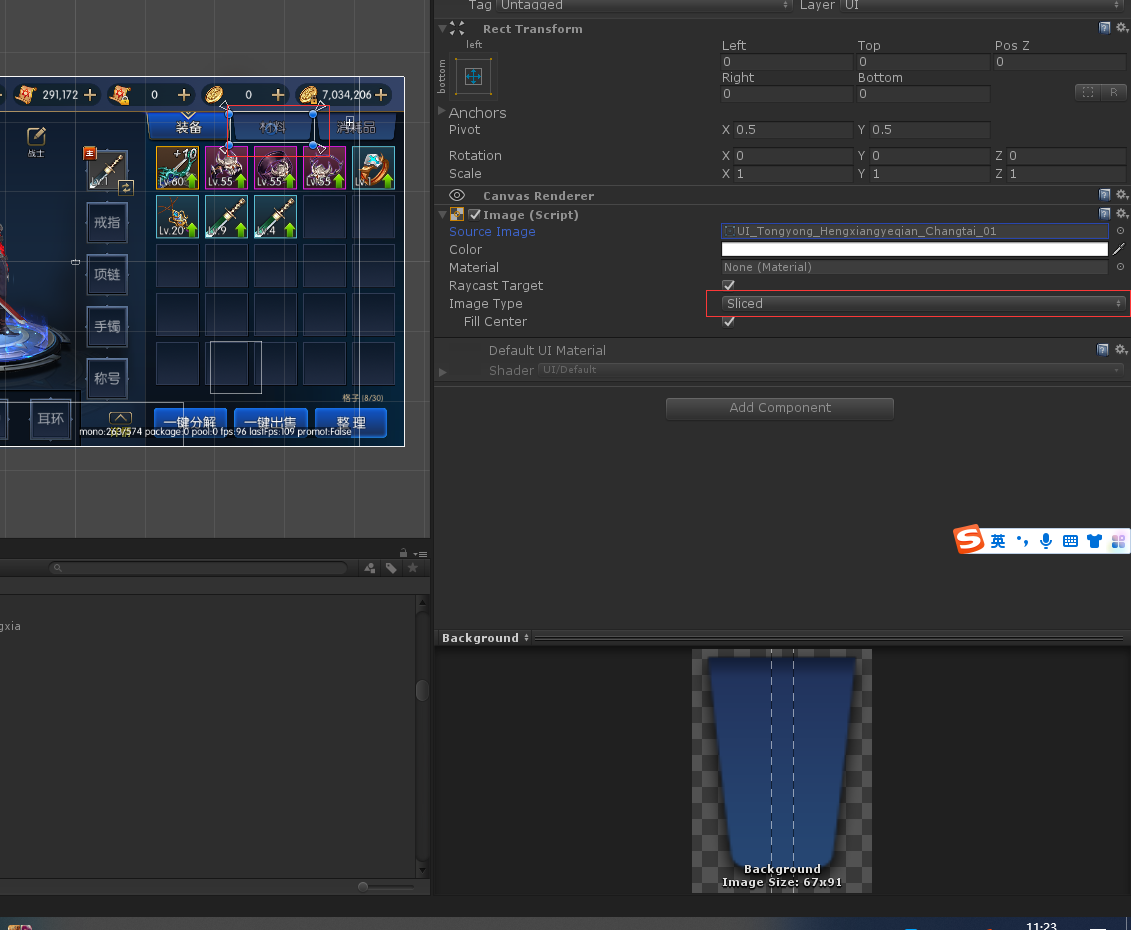 Tag Untagged Layer UI
Rect Transform
left
bottom
Left Top Pos Z
0 0 0
Right Bottom
0 0
R
Anchors
Pivot X 0.5 Y 0.5
Rotation X 0 Y 0 Z 0
Scale X 1 Y 1 Z 1
Canvas Renderer
Image (Script)
Source Image UI_Tongyong_Hengxiangyeqian_Changtai_01
Color
Material None (Material)
Raycast Target
Image Type Sliced
Fill Center
Default UI Material
Shader UI/Default
Add Component
291,172 0 0 7,034,206
装备 材料 消耗品
战士
主
Lv.1
+10
Lv.60 Lv.55 Lv.55 Lv.55 Lv.1
Lv.20
戒指
项链
手镯
称号
耳环
格子 (8/30)
一键分解 一键出售 整 理
mono:263/574 package:0 pool:0 fps:96 lastFps:109 promot:False
英
gxia
Background
Background
Image Size: 67x91
11:23